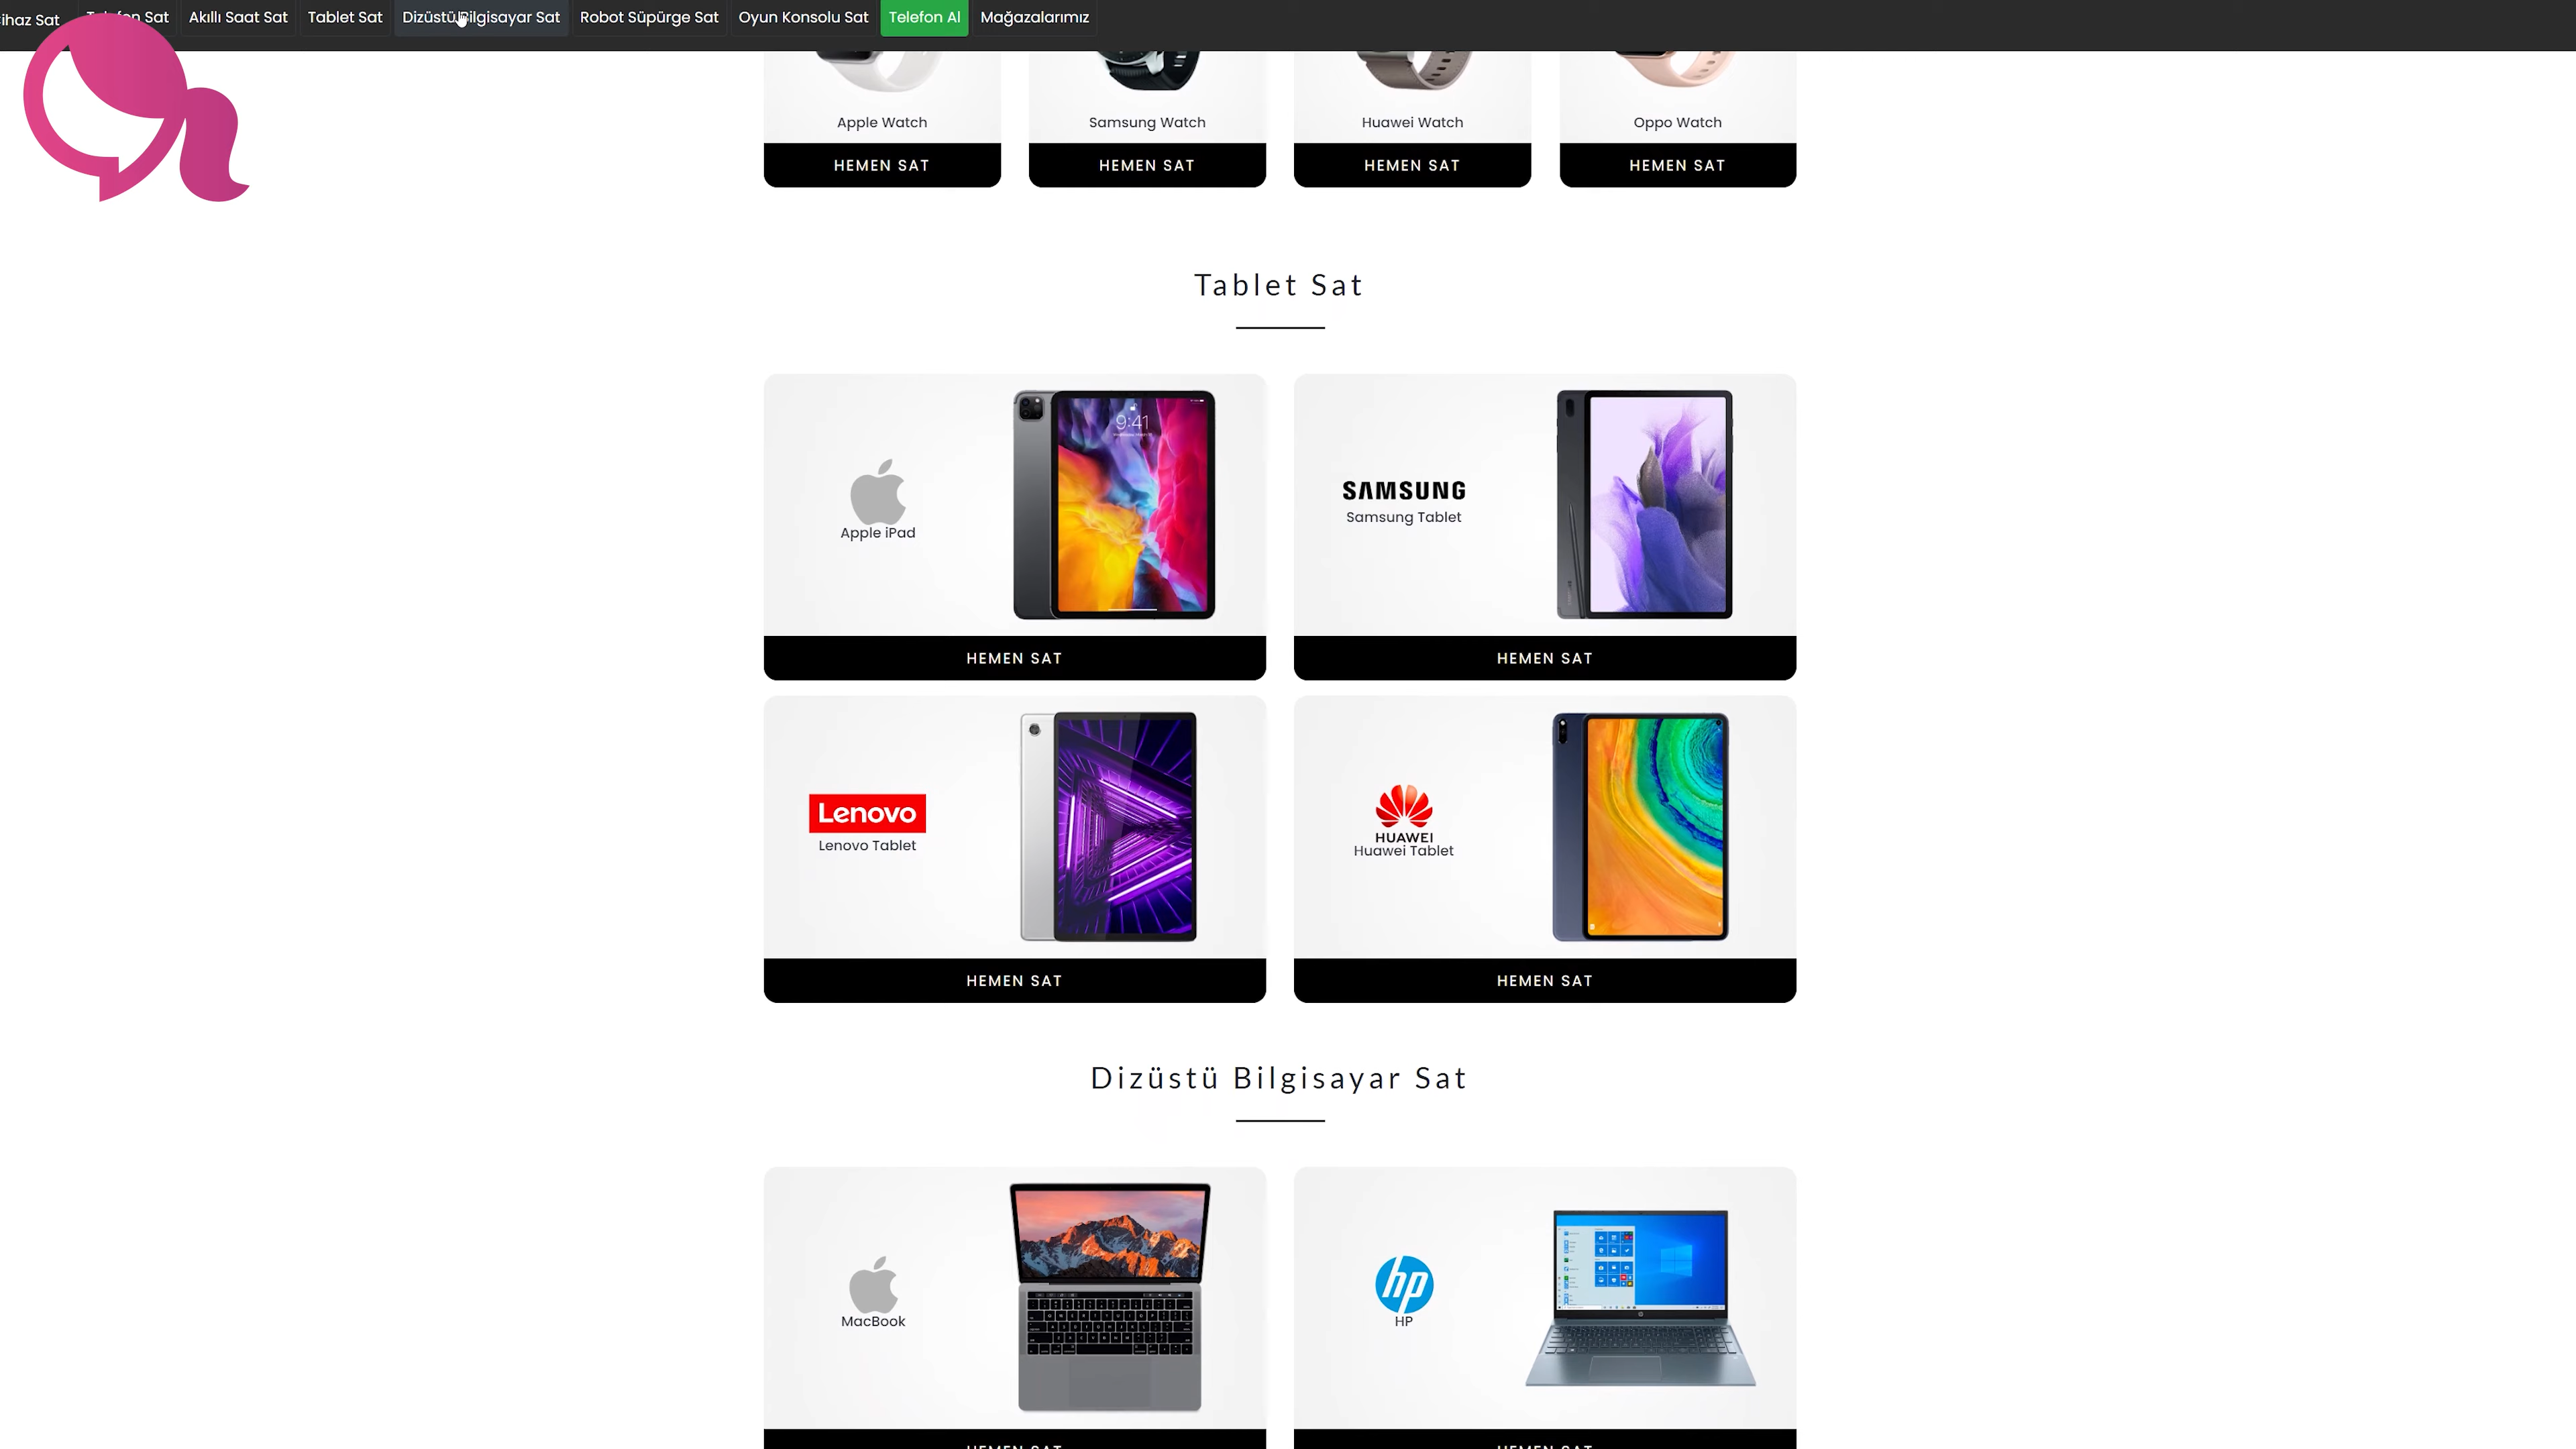 Cihaz Sat Telefon Sat Akıllı Saat Sat Tablet Sat Dizüstü Bilgisayar Sat Robot Süpürge Sat Oyun Konsolu Sat Telefon Al Mağazalarımız
Apple Watch Samsung Watch Huawei Watch Oppo Watch
HEMEN SAT HEMEN SAT HEMEN SAT HEMEN SAT
Tablet Sat
9:41
Apple iPad
SAMSUNG
Samsung Tablet
HEMEN SAT HEMEN SAT
Lenovo
Lenovo Tablet
HUAWEI
Huawei Tablet
HEMEN SAT HEMEN SAT
Dizüstü Bilgisayar Sat
MacBook
hp
HP
HEMEN SAT HEMEN SAT